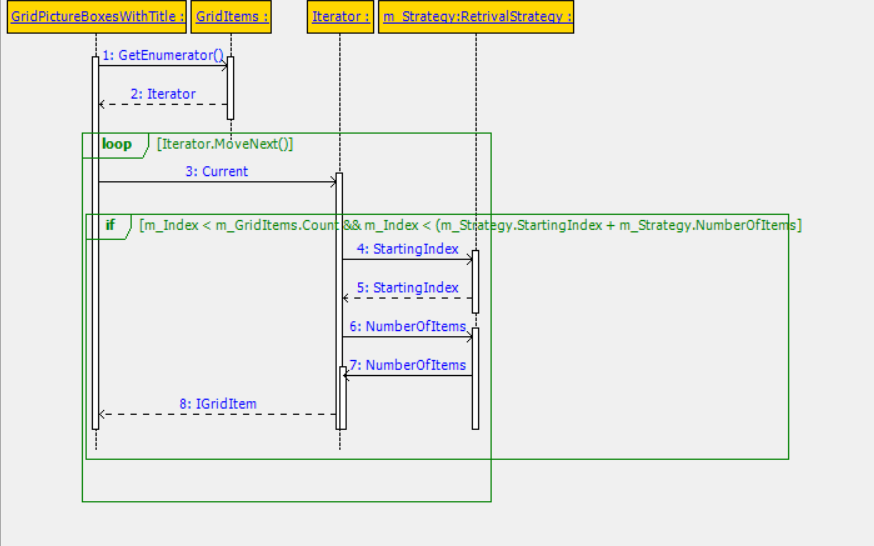 GridPictureBoxesWithTitle : GridItems : Iterator : m_Strategy:RetrivalStrategy :
1: GetEnumerator()
2: Iterator
loop [Iterator.MoveNext()]
3: Current
if [m_Index < m_GridItems.Count && m_Index < (m_Strategy.StartingIndex + m_Strategy.NumberOfItems]
4: StartingIndex
5: StartingIndex
6: NumberOfItems
7: NumberOfItems
8: IGridItem